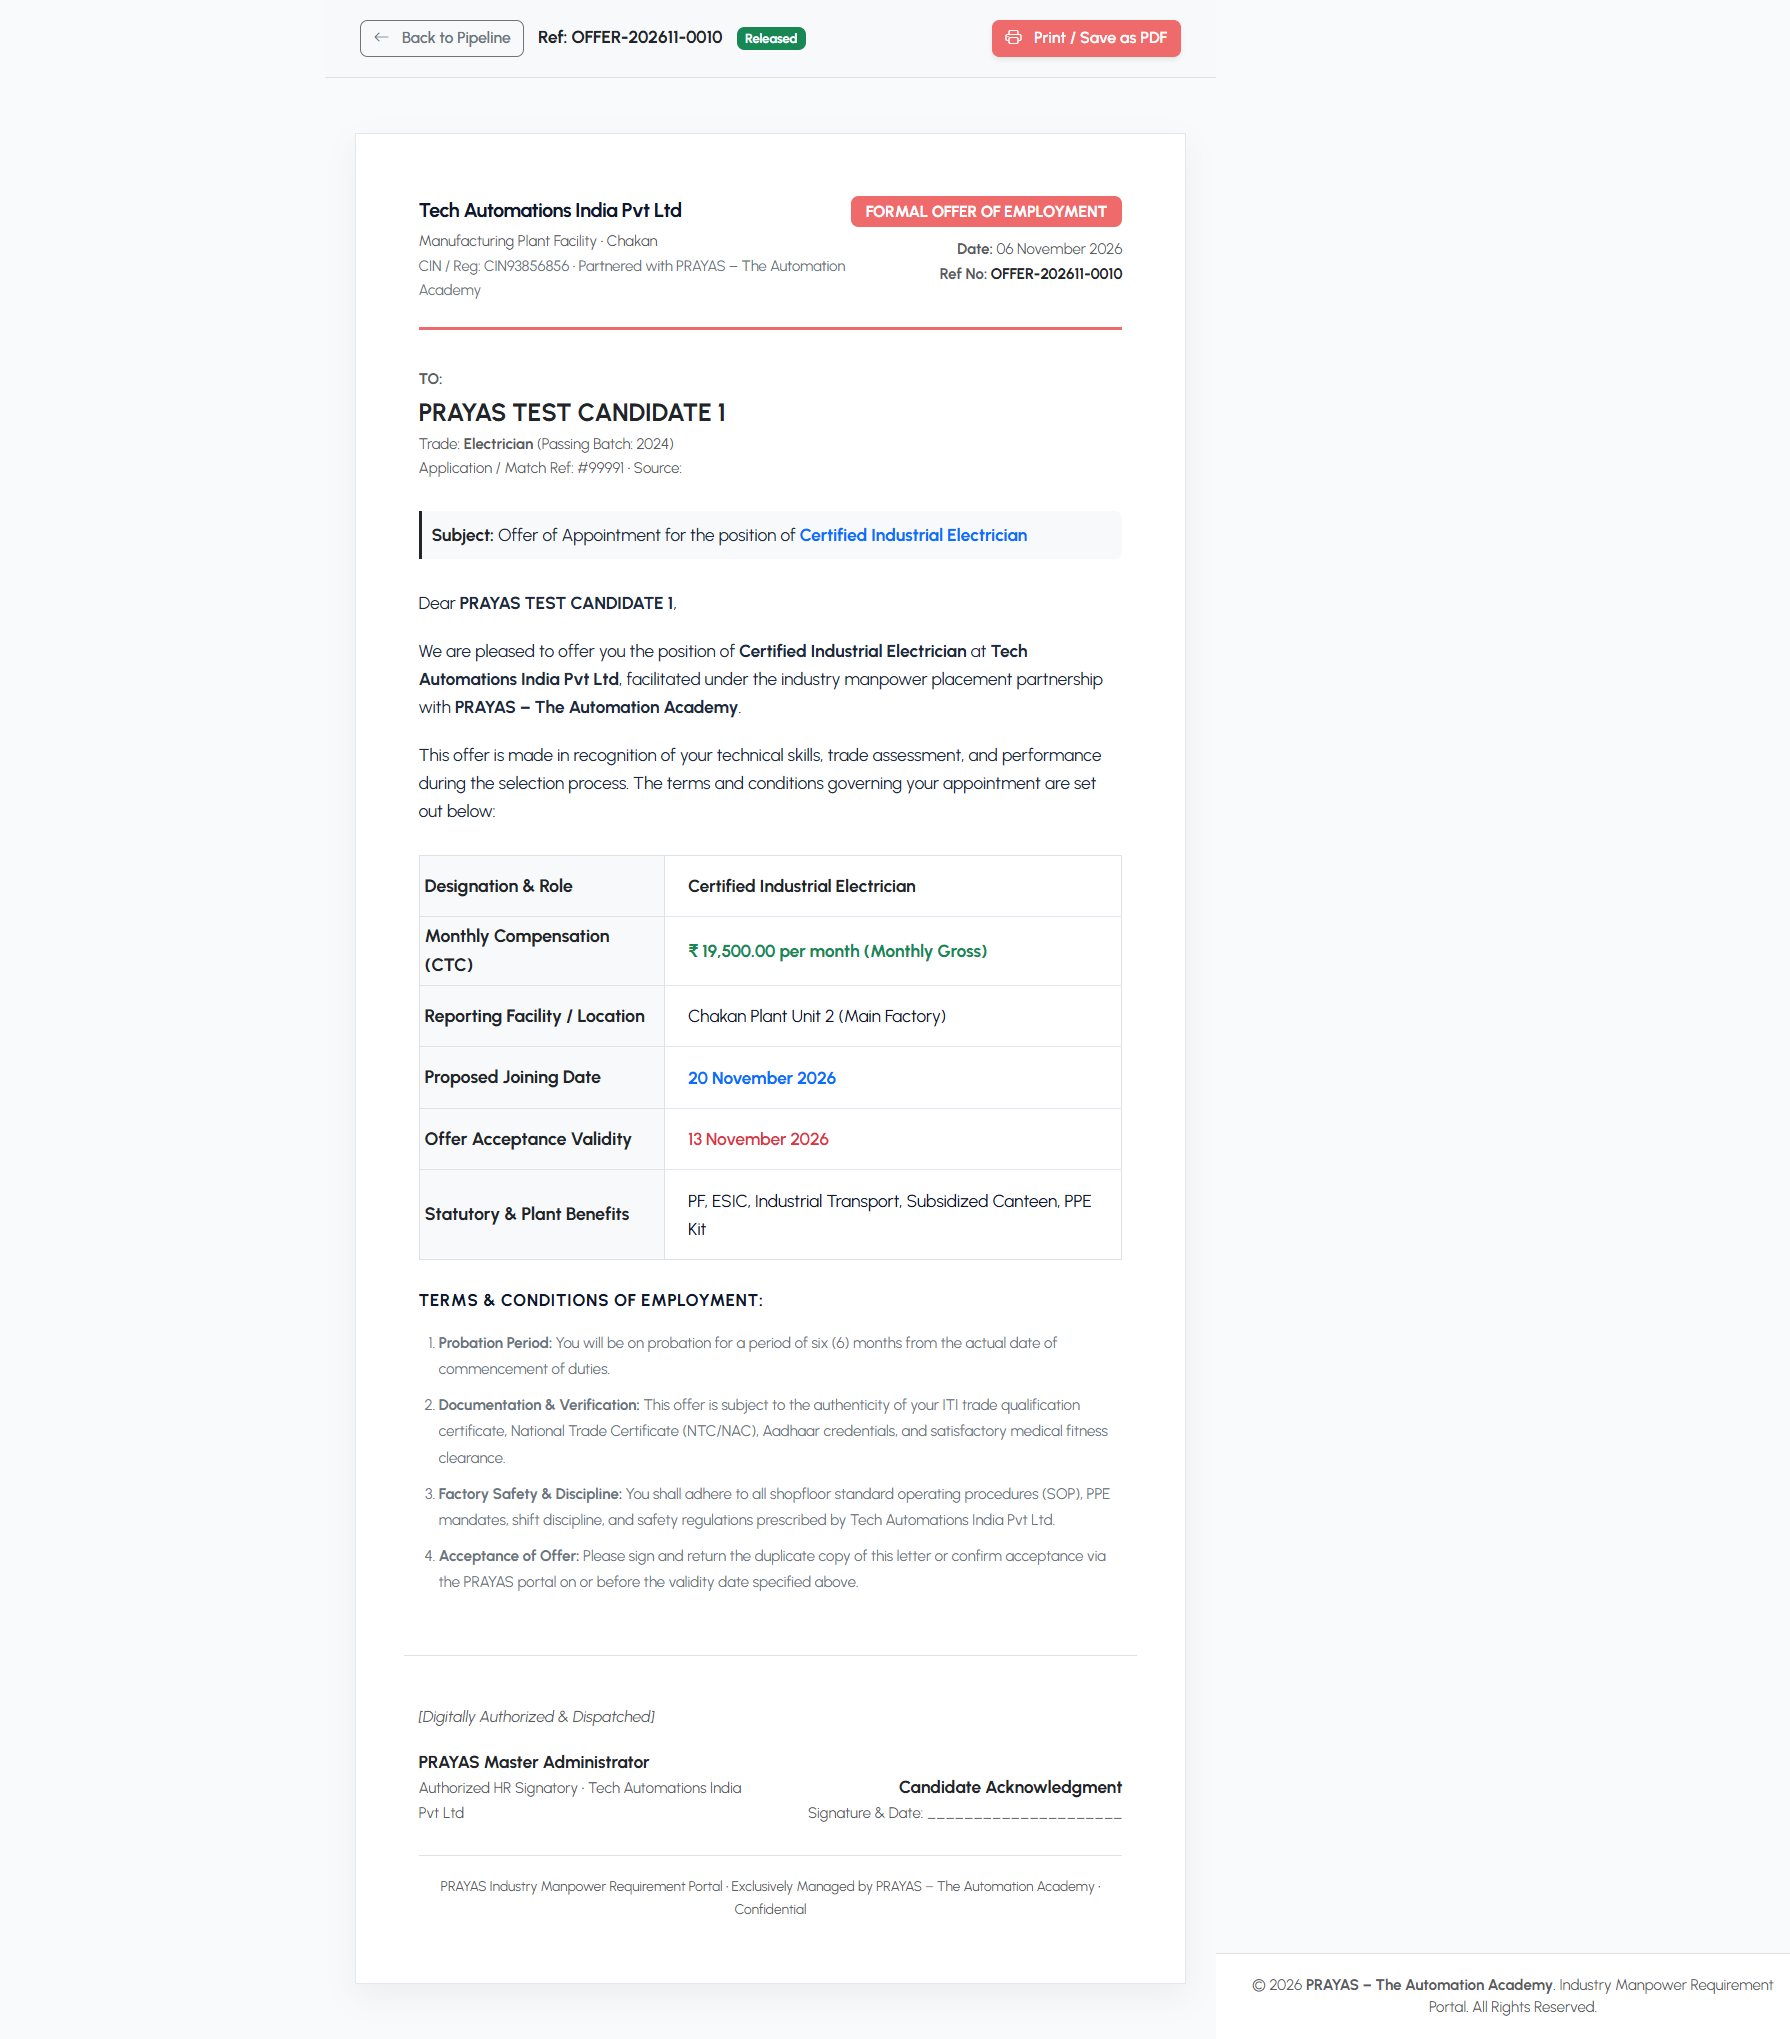 Back to Pipeline Ref: OFFER-202611-0010 Released Print / Save as PDF
Tech Automations India Pvt Ltd
Manufacturing Plant Facility · Chakan
CIN / Reg: CIN93856856 · Partnered with PRAYAS – The Automation
Academy
FORMAL OFFER OF EMPLOYMENT
Date: 06 November 2026
Ref No: OFFER-202611-0010
TO:
PRAYAS TEST CANDIDATE 1
Trade: Electrician (Passing Batch: 2024)
Application / Match Ref: #99991 · Source:
Subject: Offer of Appointment for the position of Certified Industrial Electrician
Dear PRAYAS TEST CANDIDATE 1,
We are pleased to offer you the position of Certified Industrial Electrician at Tech
Automations India Pvt Ltd, facilitated under the industry manpower placement partnership
with PRAYAS – The Automation Academy.
This offer is made in recognition of your technical skills, trade assessment, and performance
during the selection process. The terms and conditions governing your appointment are set
out below:
Designation & Role
Certified Industrial Electrician
Monthly Compensation
(CTC)
₹ 19,500.00 per month (Monthly Gross)
Reporting Facility / Location
Chakan Plant Unit 2 (Main Factory)
Proposed Joining Date
20 November 2026
Offer Acceptance Validity
13 November 2026
Statutory & Plant Benefits
PF, ESIC, Industrial Transport, Subsidized Canteen, PPE
Kit
TERMS & CONDITIONS OF EMPLOYMENT:
1. Probation Period: You will be on probation for a period of six (6) months from the actual date of
commencement of duties.
2. Documentation & Verification: This offer is subject to the authenticity of your ITI trade qualification
certificate, National Trade Certificate (NTC/NAC), Aadhaar credentials, and satisfactory medical fitness
clearance.
3. Factory Safety & Discipline: You shall adhere to all shopfloor standard operating procedures (SOP), PPE
mandates, shift discipline, and safety regulations prescribed by Tech Automations India Pvt Ltd.
4. Acceptance of Offer: Please sign and return the duplicate copy of this letter or confirm acceptance via
the PRAYAS portal on or before the validity date specified above.
[Digitally Authorized & Dispatched]
PRAYAS Master Administrator
Authorized HR Signatory · Tech Automations India
Pvt Ltd
Candidate Acknowledgment
Signature & Date: _____________________
PRAYAS Industry Manpower Requirement Portal · Exclusively Managed by PRAYAS – The Automation Academy ·
Confidential
© 2026 PRAYAS – The Automation Academy. Industry Manpower Requirement
Portal. All Rights Reserved.